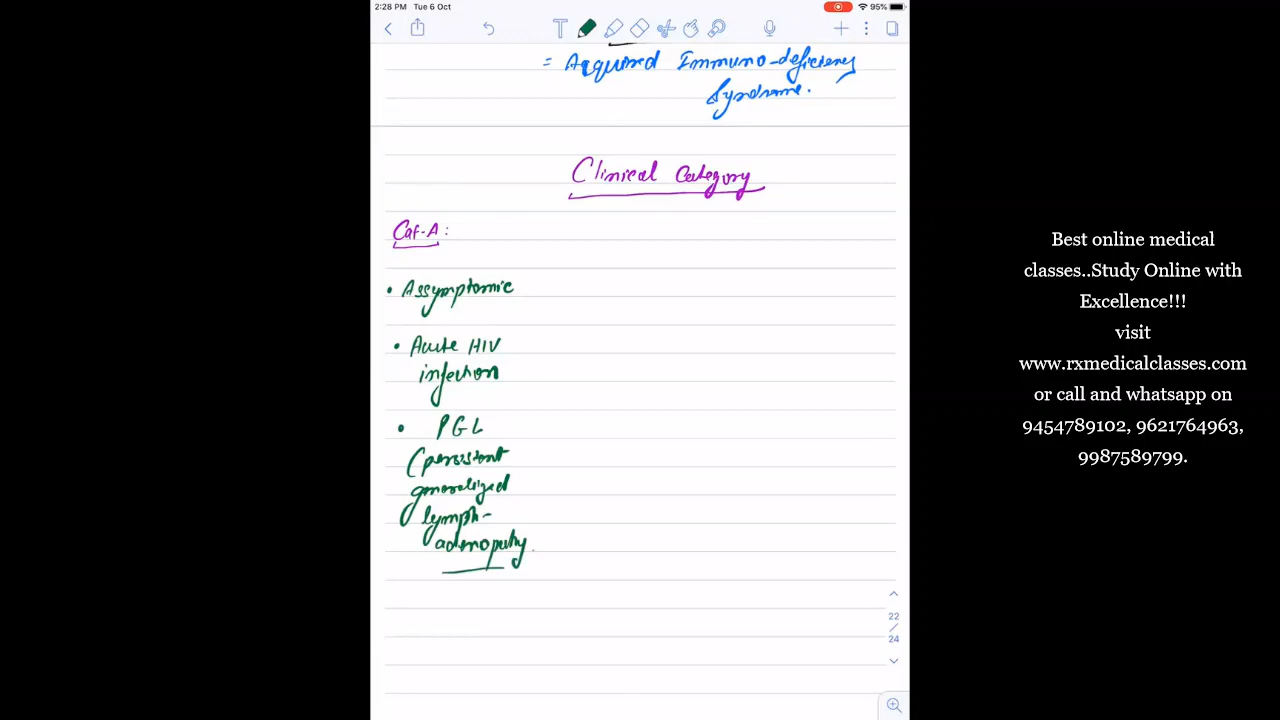 2:28 PM Tue 6 Oct
95%
= Acquired Immuno-deficiency
Syndrome.
Clinical Category
Cat-A:
• Assymptomic
• Acute HIV
infection
• PGL
(persistent
generalized
lymph-
adenopathy.
22
/
24
Best online medical
classes..Study Online with
Excellence!!!
visit
www.rxmedicalclasses.com
or call and whatsapp on
9454789102, 9621764963,
9987589799.